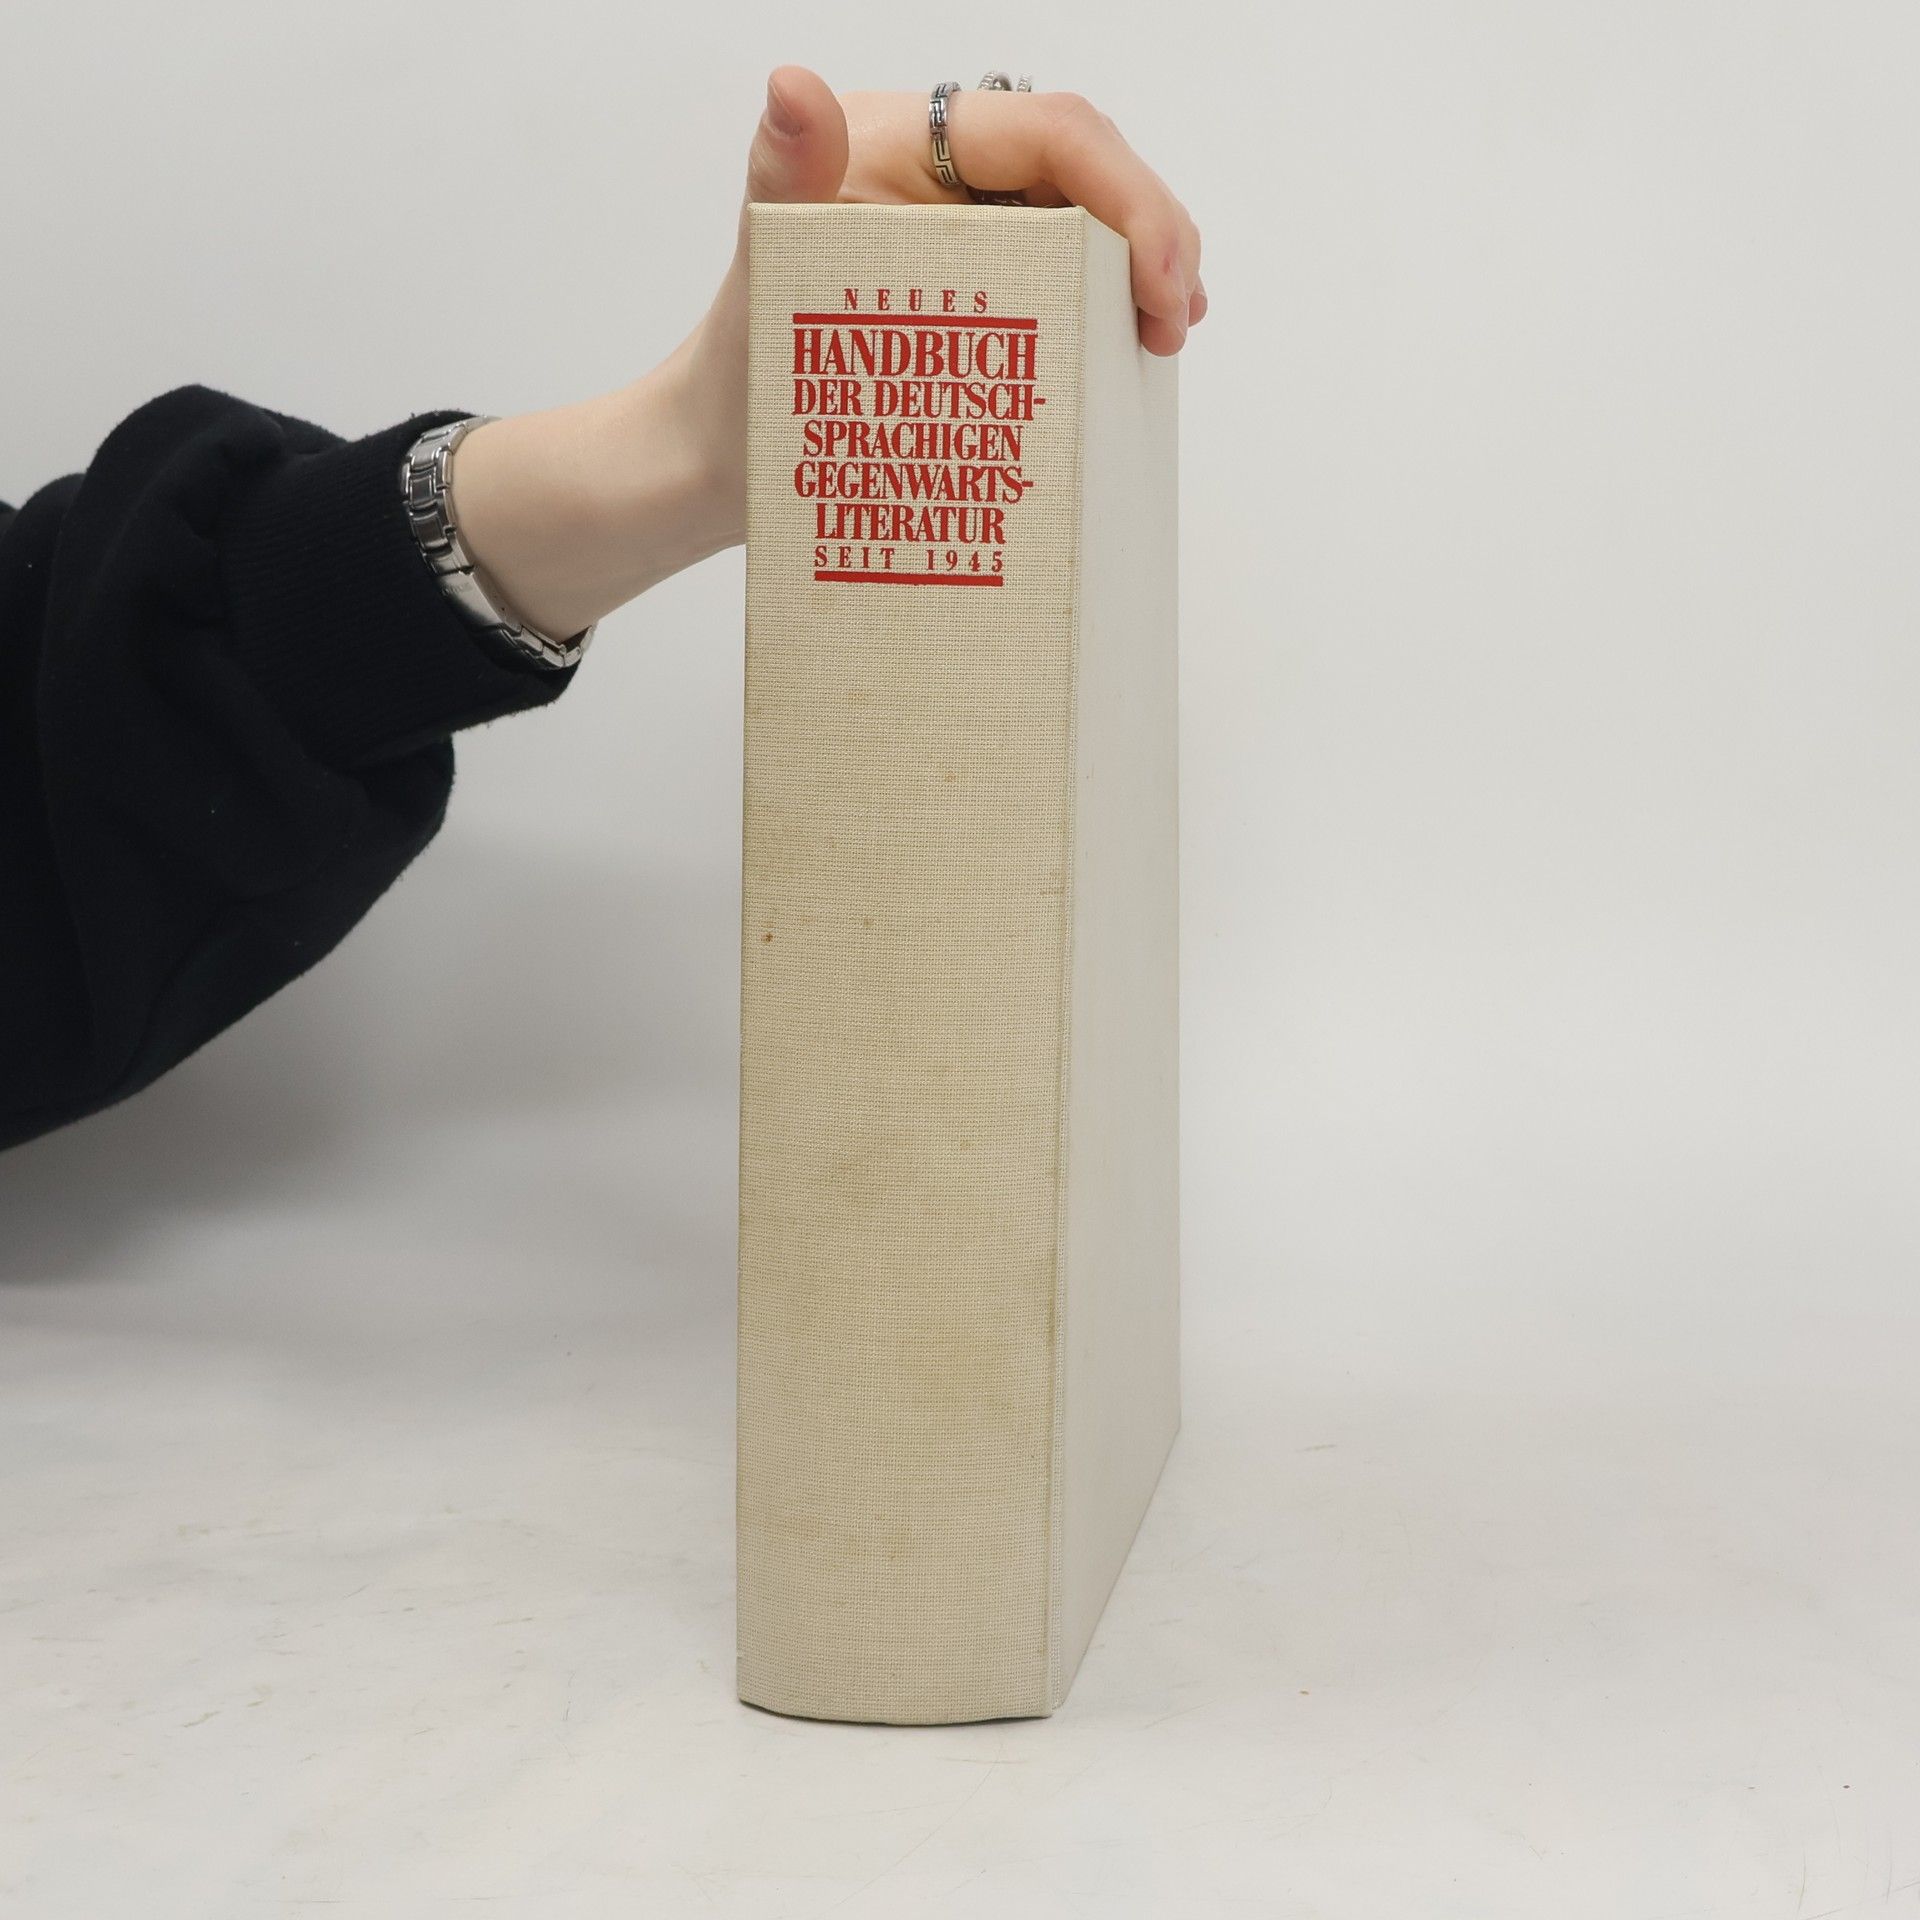 NEUES
HANDBUCH
DER DEUTSCH-
SPRACHIGEN
GEGENWARTS-
LITERATUR
SEIT 1945